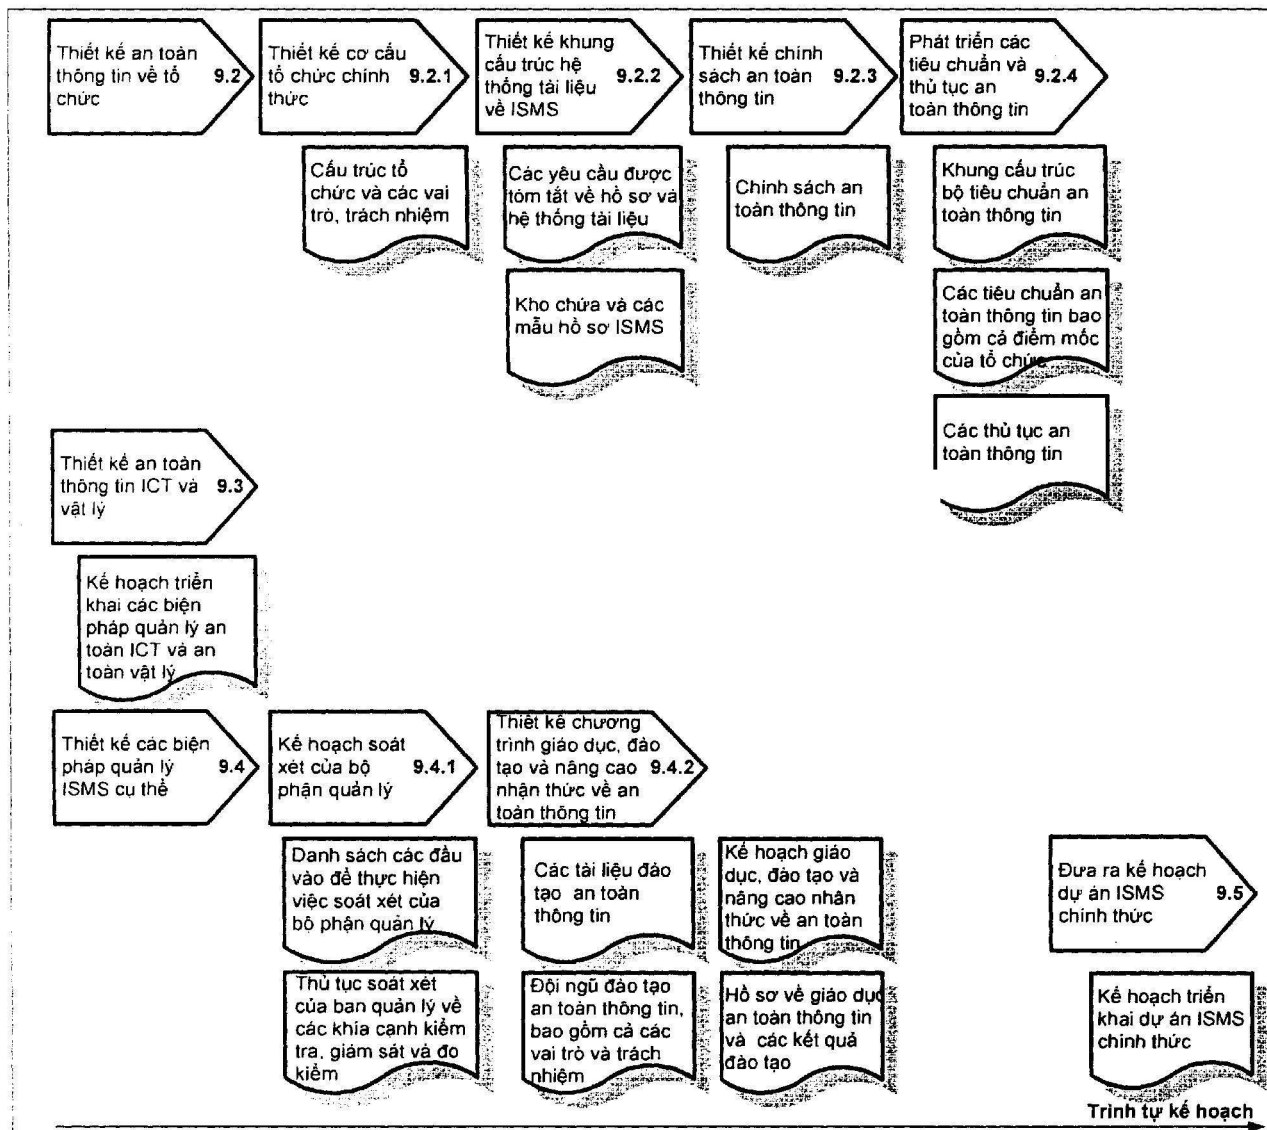 Thiết kế an toàn
thông tin về tổ
chức
9.2
Thiết kế cơ cấu
tổ chức chính
thức
9.2.1
Thiết kế khung
cấu trúc hệ
thống tài liệu
về ISMS
9.2.2
Thiết kế chính
sách an toàn
thông tin
9.2.3
Phát triển các
tiêu chuẩn và
thủ tục an
toàn thông tin
9.2.4
Cấu trúc tổ
chức và các vai
trò, trách nhiệm
Các yêu cầu được
tóm tắt về hồ sơ và
hệ thống tài liệu
Chính sách an
toàn thông tin
Khung cấu trúc
bộ tiêu chuẩn an
toàn thông tin
Kho chứa và các
mẫu hồ sơ ISMS
Các tiêu chuẩn an
toàn thông tin bao
gồm cả điểm mốc
của tổ chức
Các thủ tục an
toàn thông tin
Thiết kế an toàn
thông tin ICT và
vật lý
9.3
Kế hoạch triển
khai các biện
pháp quản lý an
toàn ICT và an
toàn vật lý
Thiết kế các biện
pháp quản lý
ISMS cụ thể
9.4
Kế hoạch soát
xét của bộ
phận quản lý
9.4.1
Thiết kế chương
trình giáo dục, đào
tạo và nâng cao
nhận thức về an
toàn thông tin
9.4.2
Danh sách các đầu
vào để thực hiện
việc soát xét của
bộ phận quản lý
Các tài liệu đào
tạo an toàn
thông tin
Kế hoạch giáo
dục, đào tạo và
nâng cao nhân
thức về an toàn
thông tin
Đưa ra kế hoạch
dự án ISMS
chính thức
9.5
Thủ tục soát xét
của ban quản lý về
các khía cạnh kiểm
tra, giám sát và đo
kiểm
Đội ngũ đào tạo
an toàn thông tin,
bao gồm cả các
vai trò và trách
nhiệm
Hồ sơ về giáo dục
an toàn thông tin
và các kết quả
đào tạo
Kế hoạch triển
khai dự án ISMS
chính thức
Trình tự kế hoạch